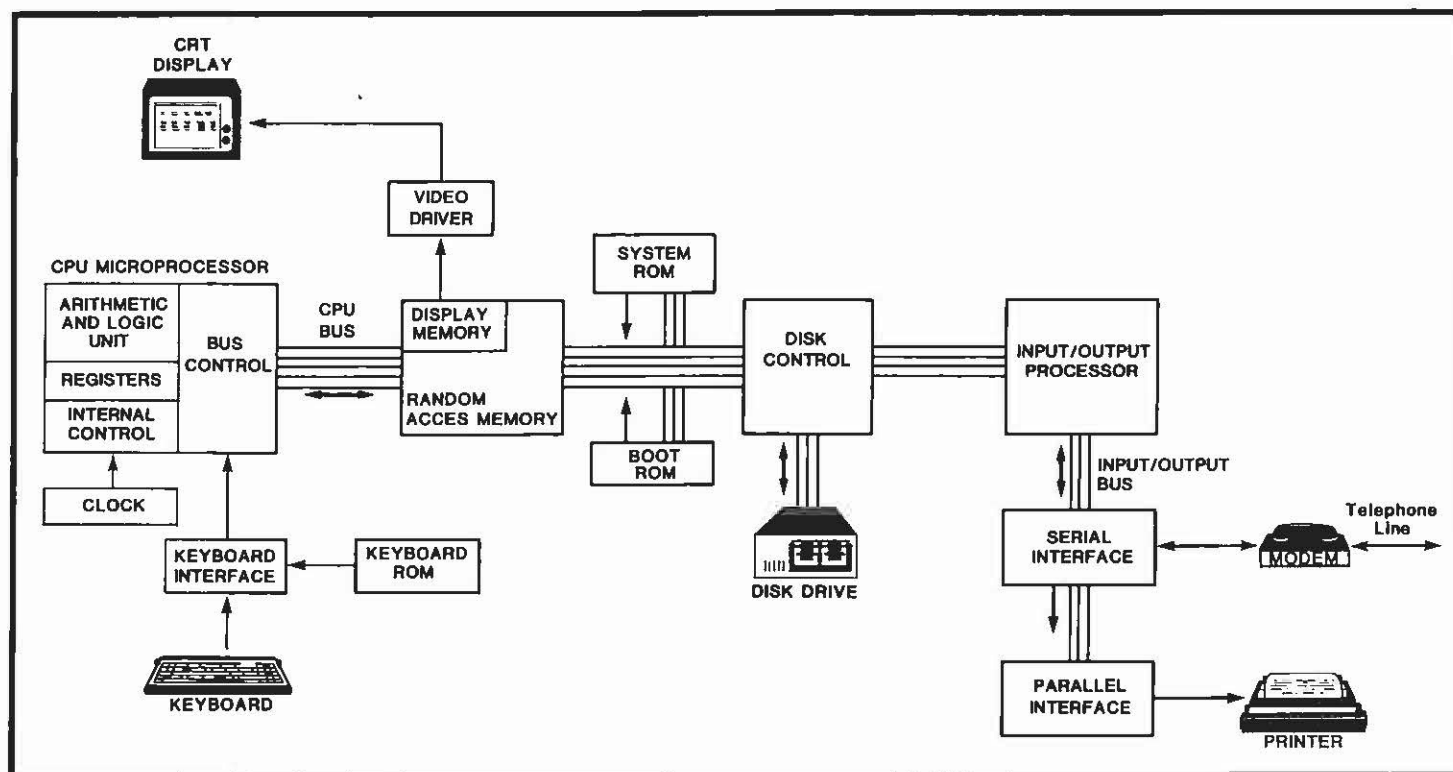 CRT
DISPLAY
VIDEO
DRIVER
CPU MICROPROCESSOR
ARITHMETIC
AND LOGIC
UNIT
REGISTERS
INTERNAL
CONTROL
BUS
CONTROL
CPU
BUS
DISPLAY
MEMORY
RANDOM
ACCES MEMORY
SYSTEM
ROM
BOOT
ROM
DISK
CONTROL
INPUT/OUTPUT
PROCESSOR
CLOCK
KEYBOARD
INTERFACE
KEYBOARD
ROM
KEYBOARD
DISK DRIVE
INPUT/OUTPUT
BUS
SERIAL
INTERFACE
MODEM
Telephone
Line
PARALLEL
INTERFACE
PRINTER